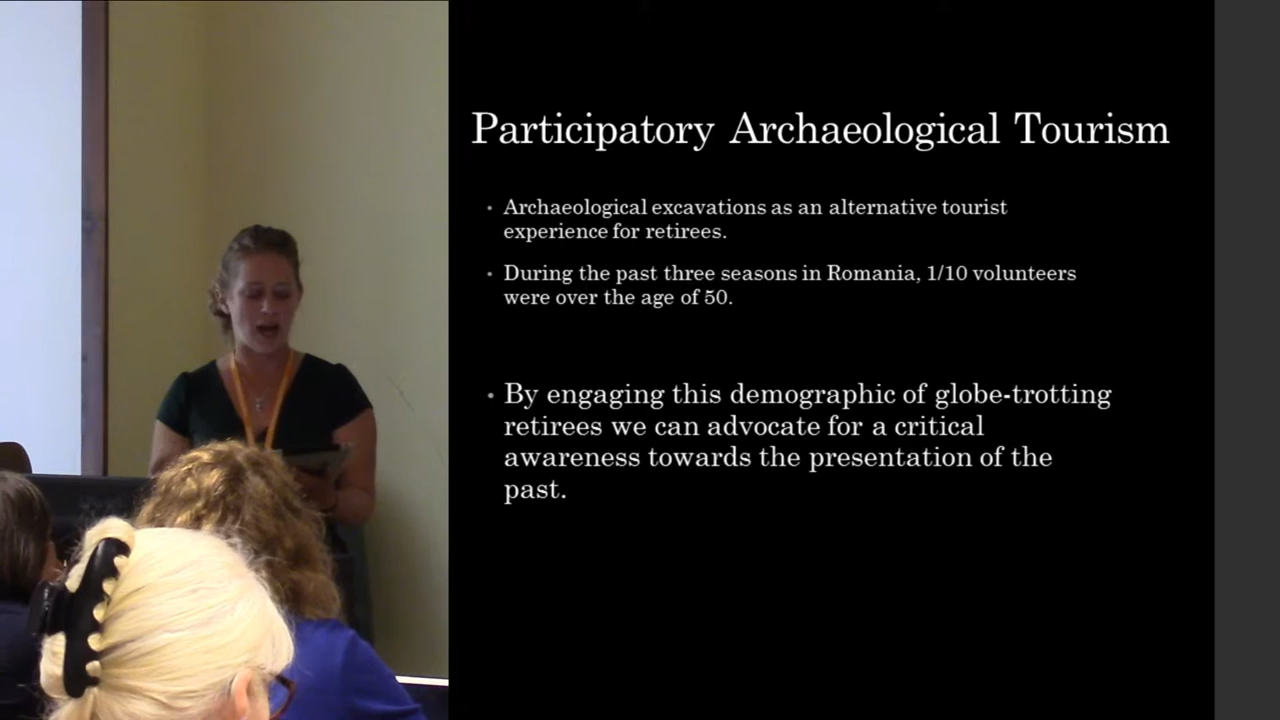 Participatory Archaeological Tourism
• Archaeological excavations as an alternative tourist
experience for retirees.
• During the past three seasons in Romania, 1/10 volunteers
were over the age of 50.
• By engaging this demographic of globe-trotting
retirees we can advocate for a critical
awareness towards the presentation of the
past.